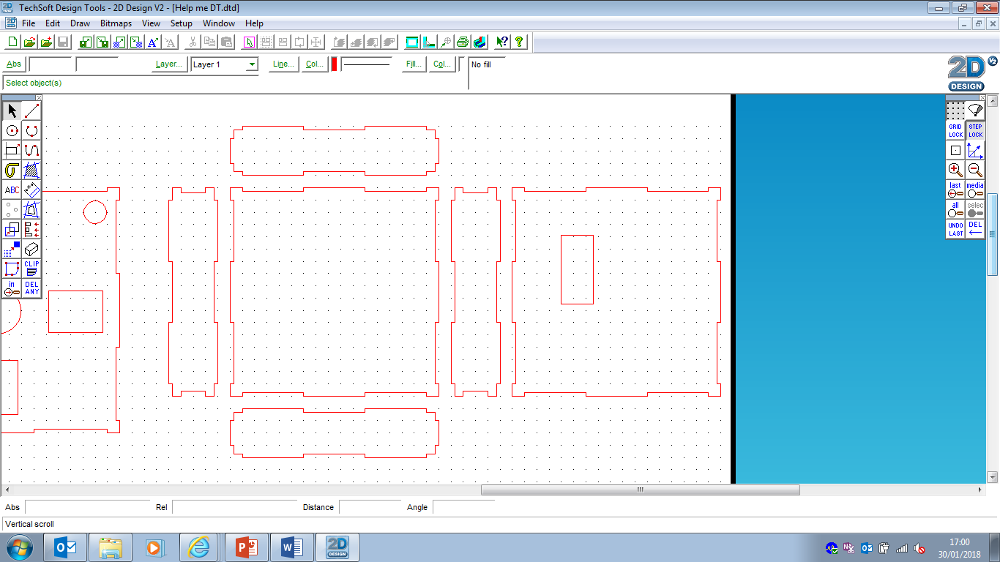 TechSoft Design Tools - 2D Design V2 - [Help me DT.dtd]
File Edit Draw Bitmaps View Setup Window Help
Abs Layer... Layer 1 Line... Col... Fill... Col... No fill
Select object(s)
2D V2
DESIGN
GRID LOCK
STEP LOCK
ABC
last
media
all
selec
UNDO LAST
DEL
CLIP
in
DEL ANY
Abs Rel Distance Angle
Vertical scroll
2D DESIGN
17:00
30/01/2018